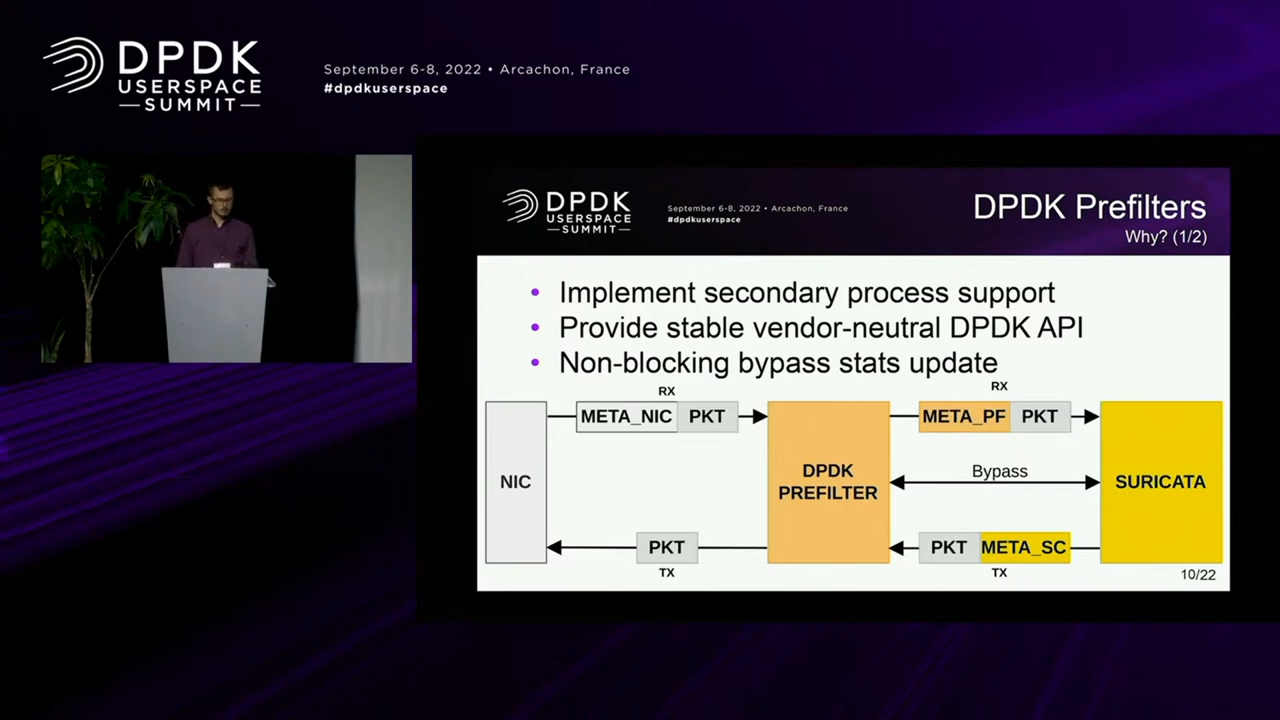 DPDK
USERSPACE
SUMMIT
September 6-8, 2022 • Arcachon, France
#dpdkuserspace
DPDK
USERSPACE
SUMMIT
September 6-8, 2022 • Arcachon, France
#dpdkuserspace
DPDK Prefilters
Why? (1/2)
• Implement secondary process support
• Provide stable vendor-neutral DPDK API
• Non-blocking bypass stats update
RX
RX
META_NIC PKT
META_PF PKT
NIC
DPDK
PREFILTER
Bypass
SURICATA
PKT
PKT META_SC
TX
TX
10/22